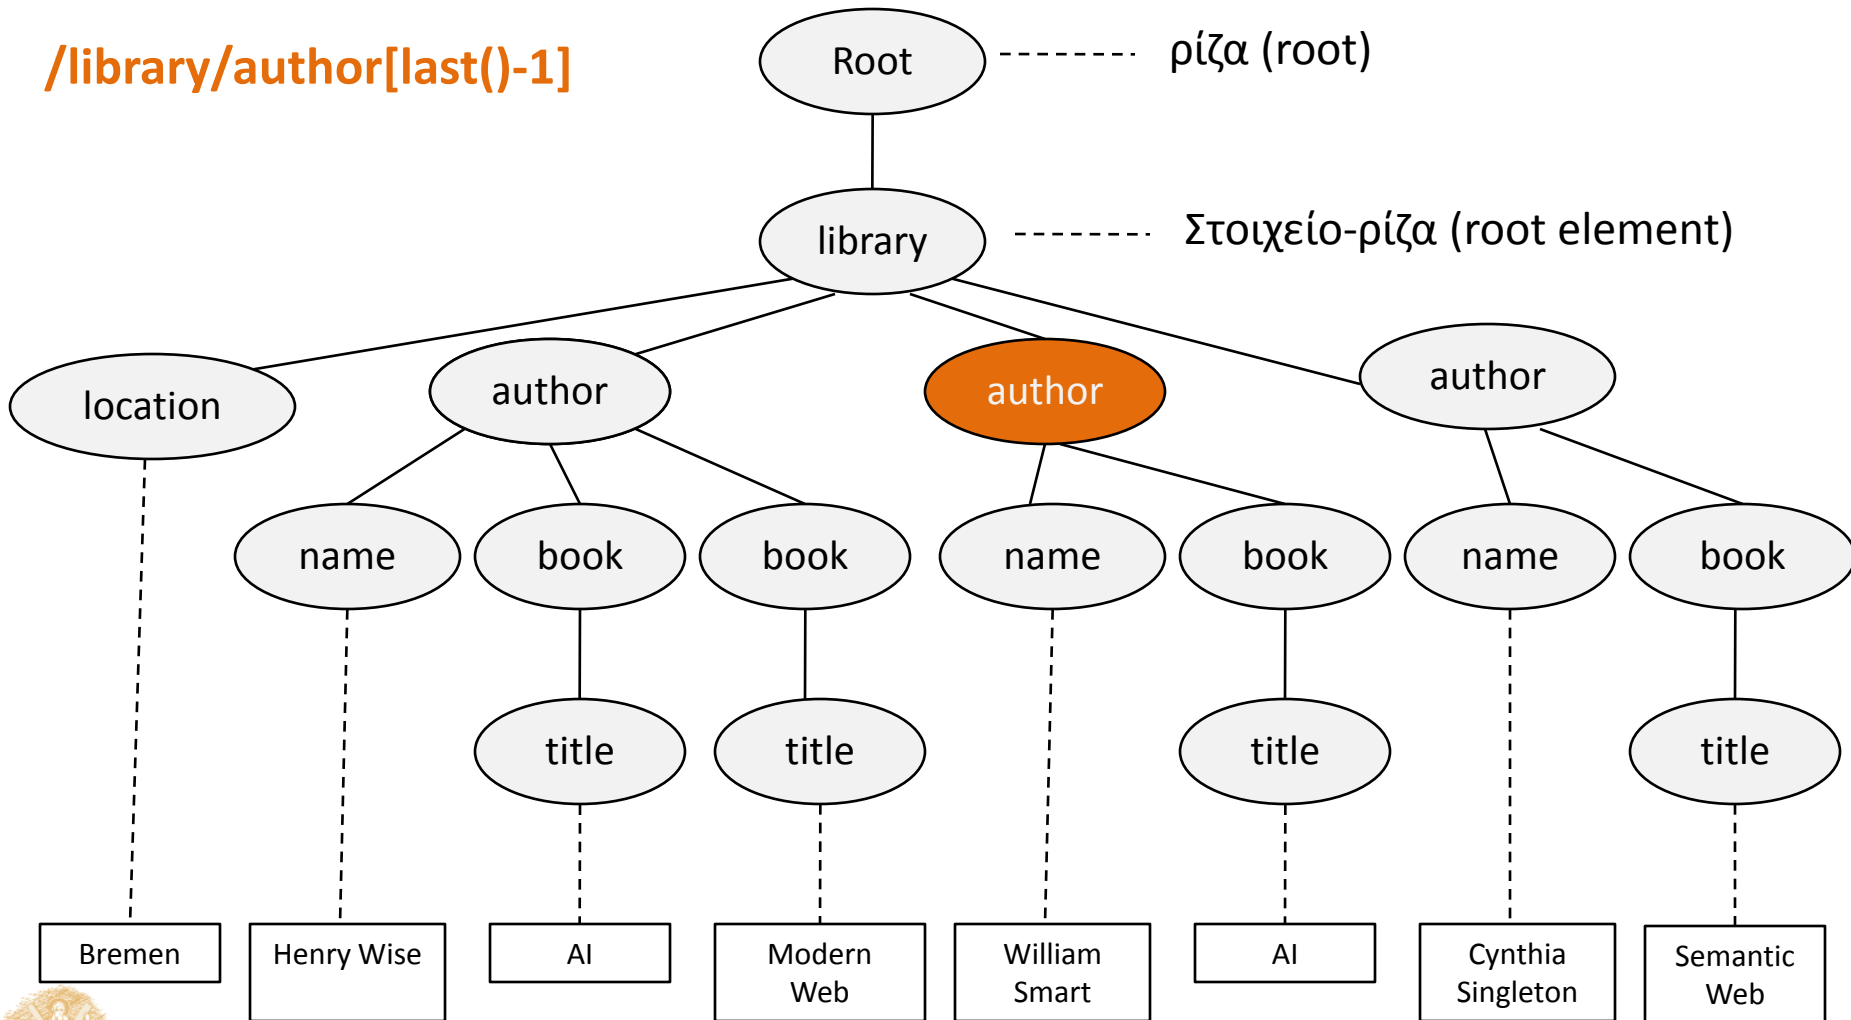 /library/author[last()-1]
Root
ρίζα (root)
library
Στοιχείο-ρίζα (root element)
location
author
author
author
name
book
book
name
book
name
book
title
title
title
title
Bremen
Henry Wise
AI
Modern
Web
William
Smart
AI
Cynthia
Singleton
Semantic
Web